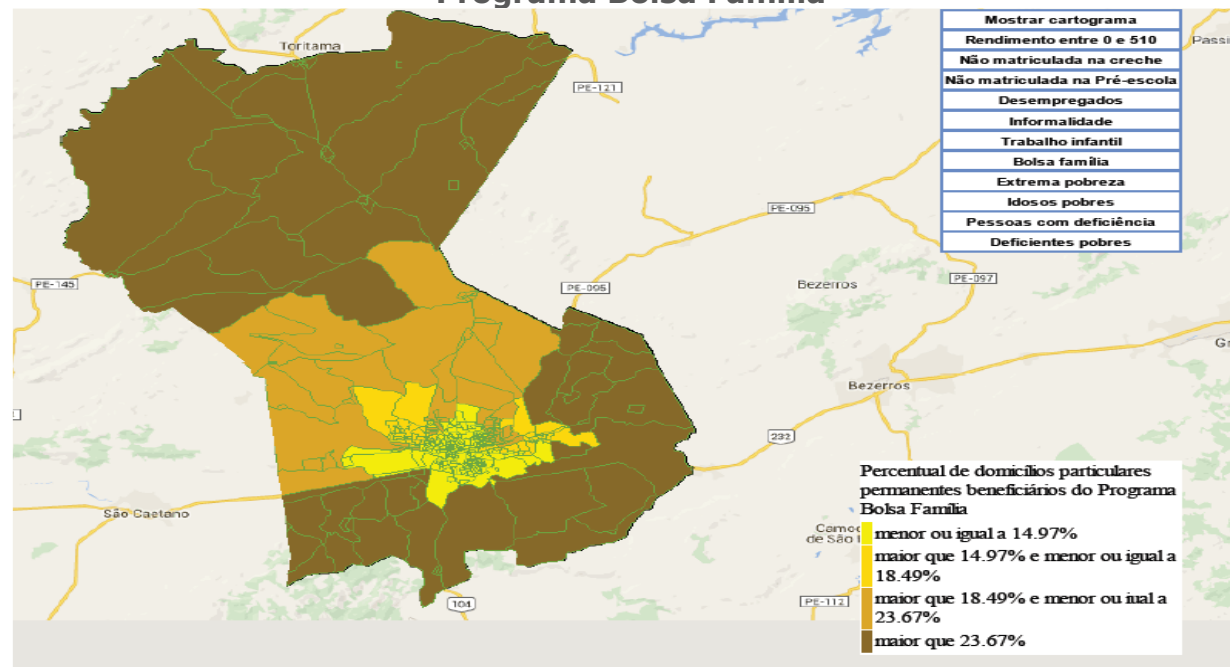 Programa Bolsa Família
Toritama
PE-121
Mostrar cartograma
Rendimento entre 0 e 510
Não matriculada na creche
Não matriculada na Pré-escola
Desempregados
Informalidade
Trabalho infantil
Bolsa família
Extrema pobreza
Idosos pobres
Pessoas com deficiência
Deficientes pobres
Passi
PE-095
PE-145
PE-095
Bezerros
PE-097
Bezerros
232
São Caetano
104
PE-112
Percentual de domicílios particulares
permanentes beneficiários do Programa
Bolsa Família
menor ou igual a 14.97%
maior que 14.97% e menor ou igual a
18.49%
maior que 18.49% e menor ou iual a
23.67%
maior que 23.67%